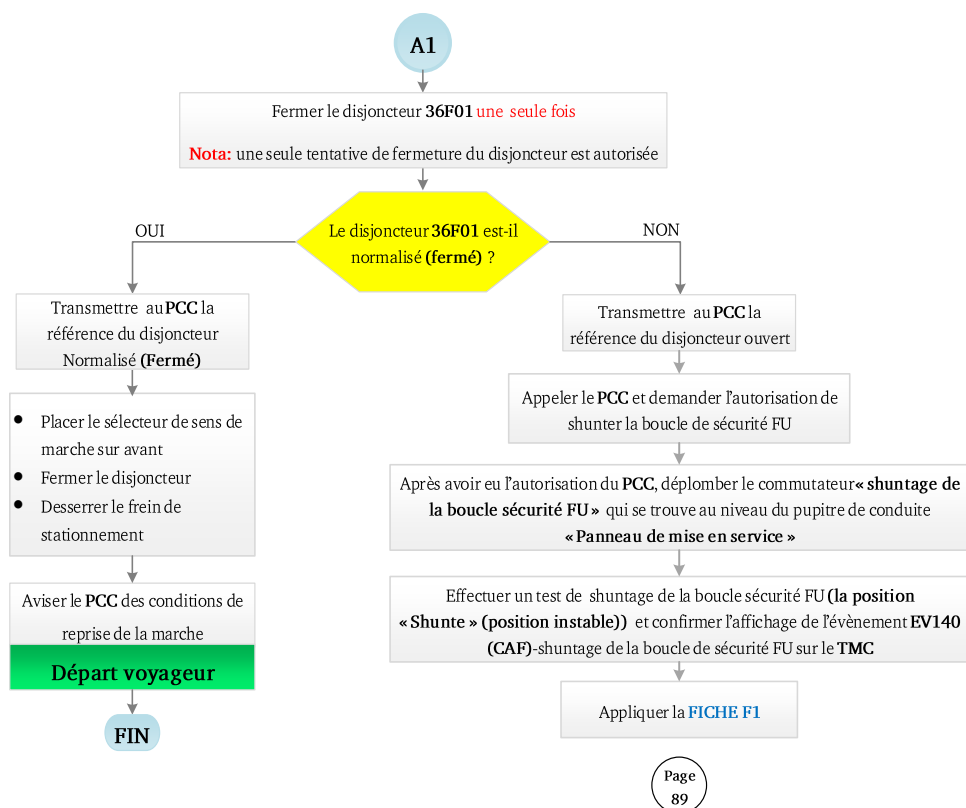 A1
Fermer le disjoncteur 36F01 une seule fois
Nota: une seule tentative de fermeture du disjoncteur est autorisée
Le disjoncteur 36F01 est-il
normalisé (fermé) ?
OUI
NON
Transmettre au PCC la
référence du disjoncteur
Normalisé (Fermé)
• Placer le sélecteur de sens de
marche sur avant
• Fermer le disjoncteur
• Desserrer le frein de
stationnement
Aviser le PCC des conditions de
reprise de la marche
Départ voyageur
FIN
Transmettre au PCC la
référence du disjoncteur ouvert
Appeler le PCC et demander l'autorisation de
shunter la boucle de sécurité FU
Après avoir eu l'autorisation du PCC, déplomber le commutateur « shuntage de
la boucle sécurité FU » qui se trouve au niveau du pupitre de conduite
« Panneau de mise en service »
Effectuer un test de shuntage de la boucle sécurité FU (la position
« Shunte » (position instable)) et confirmer l'affichage de l'évènement EV140
(CAF)-shuntage de la boucle de sécurité FU sur le TMC
Appliquer la FICHE F1
Page
89